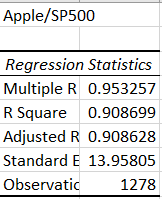 Apple/SP500
Regression Statistics
Multiple R 0.953257
R Square 0.908699
Adjusted R 0.908628
Standard E 13.95805
Observatic 1278